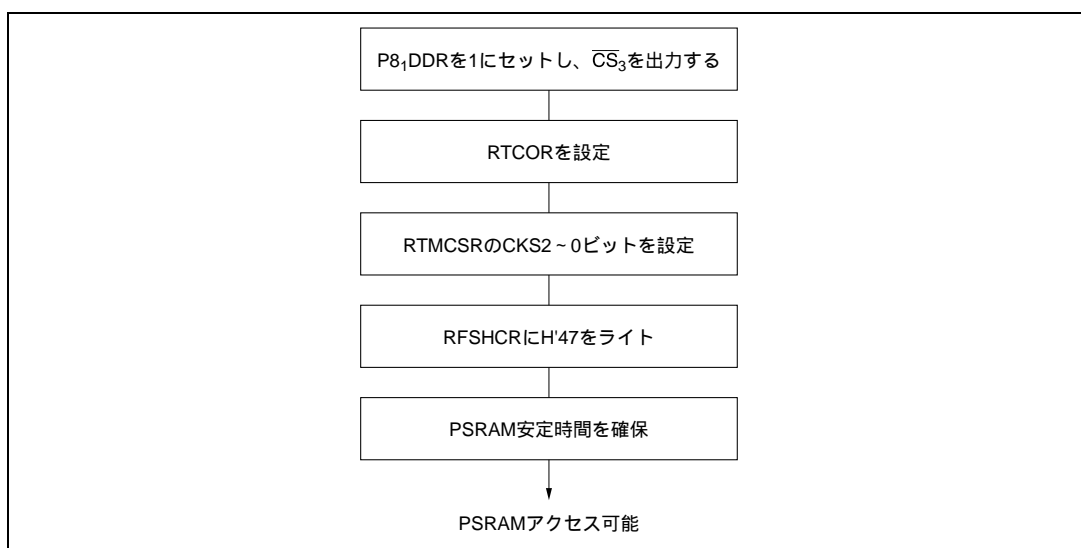 P8₁DDRを1にセットし、C̅S̅₃を出力する
RTCORを設定
RTMCSRのCKS2~0ビットを設定
RFSHCRにH'47をライト
PSRAM安定時間を確保
PSRAMアクセス可能